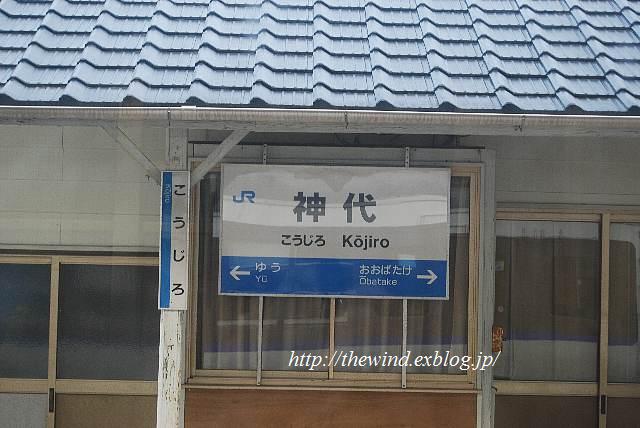 Kōjiro
こうじろ
JR
神代
こうじろ Kōjiro
← ゆう おおばたけ →
Yū Ōbatake
http://thewind.exblog.jp/